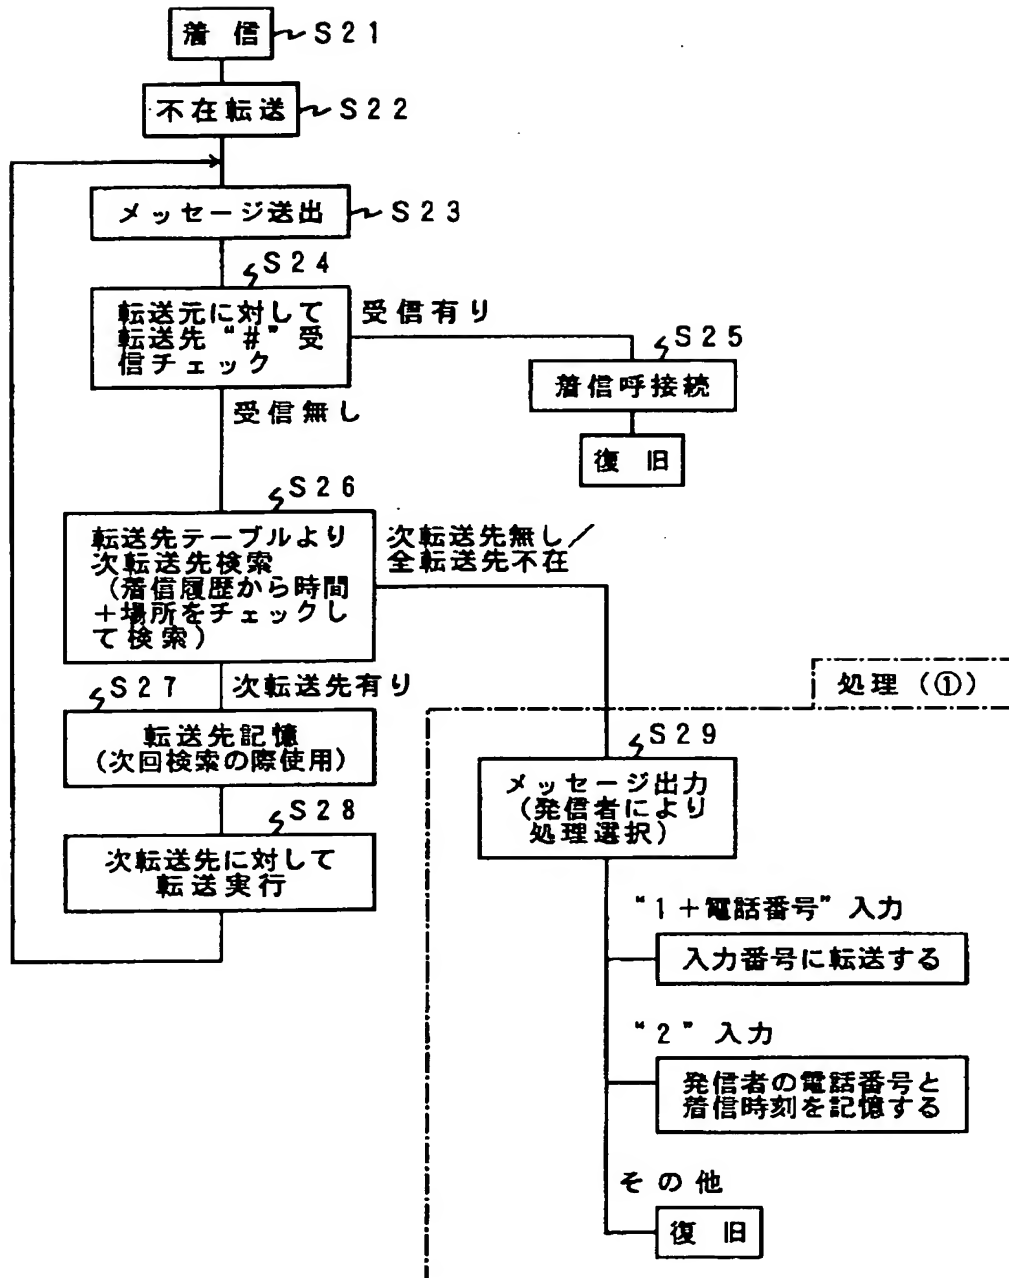 着信 S21
不在転送 S22
メッセージ送出 S23
S24
転送元に対して
転送先“#”受
信チェック
受信有り
S25
着信呼接続
復旧
受信無し
S26
転送先テーブルより
次転送先検索
(着信履歴から時間
+場所をチェックし
て検索)
次転送先無し/
全転送先不在
S27
次転送先有り
転送先記憶
(次回検索の際使用)
S28
次転送先に対して
転送実行
処理(①)
S29
メッセージ出力
(発信者により
処理選択)
“1+電話番号”入力
入力番号に転送する
“2”入力
発信者の電話番号と
着信時刻を記憶する
その他
復旧